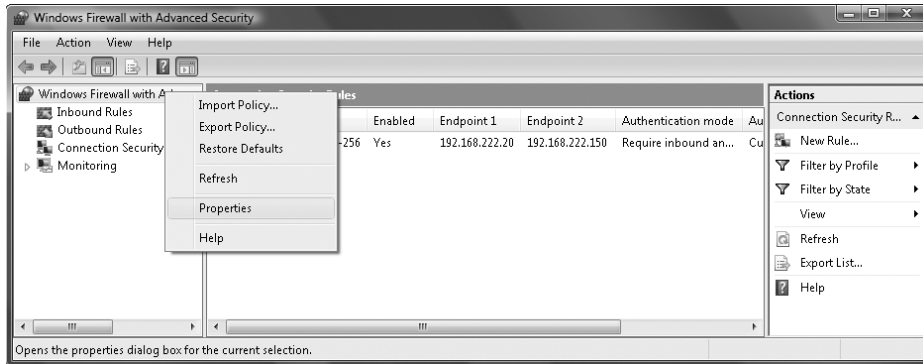 Windows Firewall with Advanced Security
File Action View Help
Windows Firewall with A
Inbound Rules
Outbound Rules
Connection Security
Monitoring
Import Policy...
Export Policy...
Restore Defaults
Refresh
Properties
Help
Enabled Endpoint 1 Endpoint 2 Authentication mode Au
-256 Yes 192.168.222.20 192.168.222.150 Require inbound an... Cu
Actions
Connection Security R...
New Rule...
Filter by Profile
Filter by State
View
Refresh
Export List...
Help
Opens the properties dialog box for the current selection.